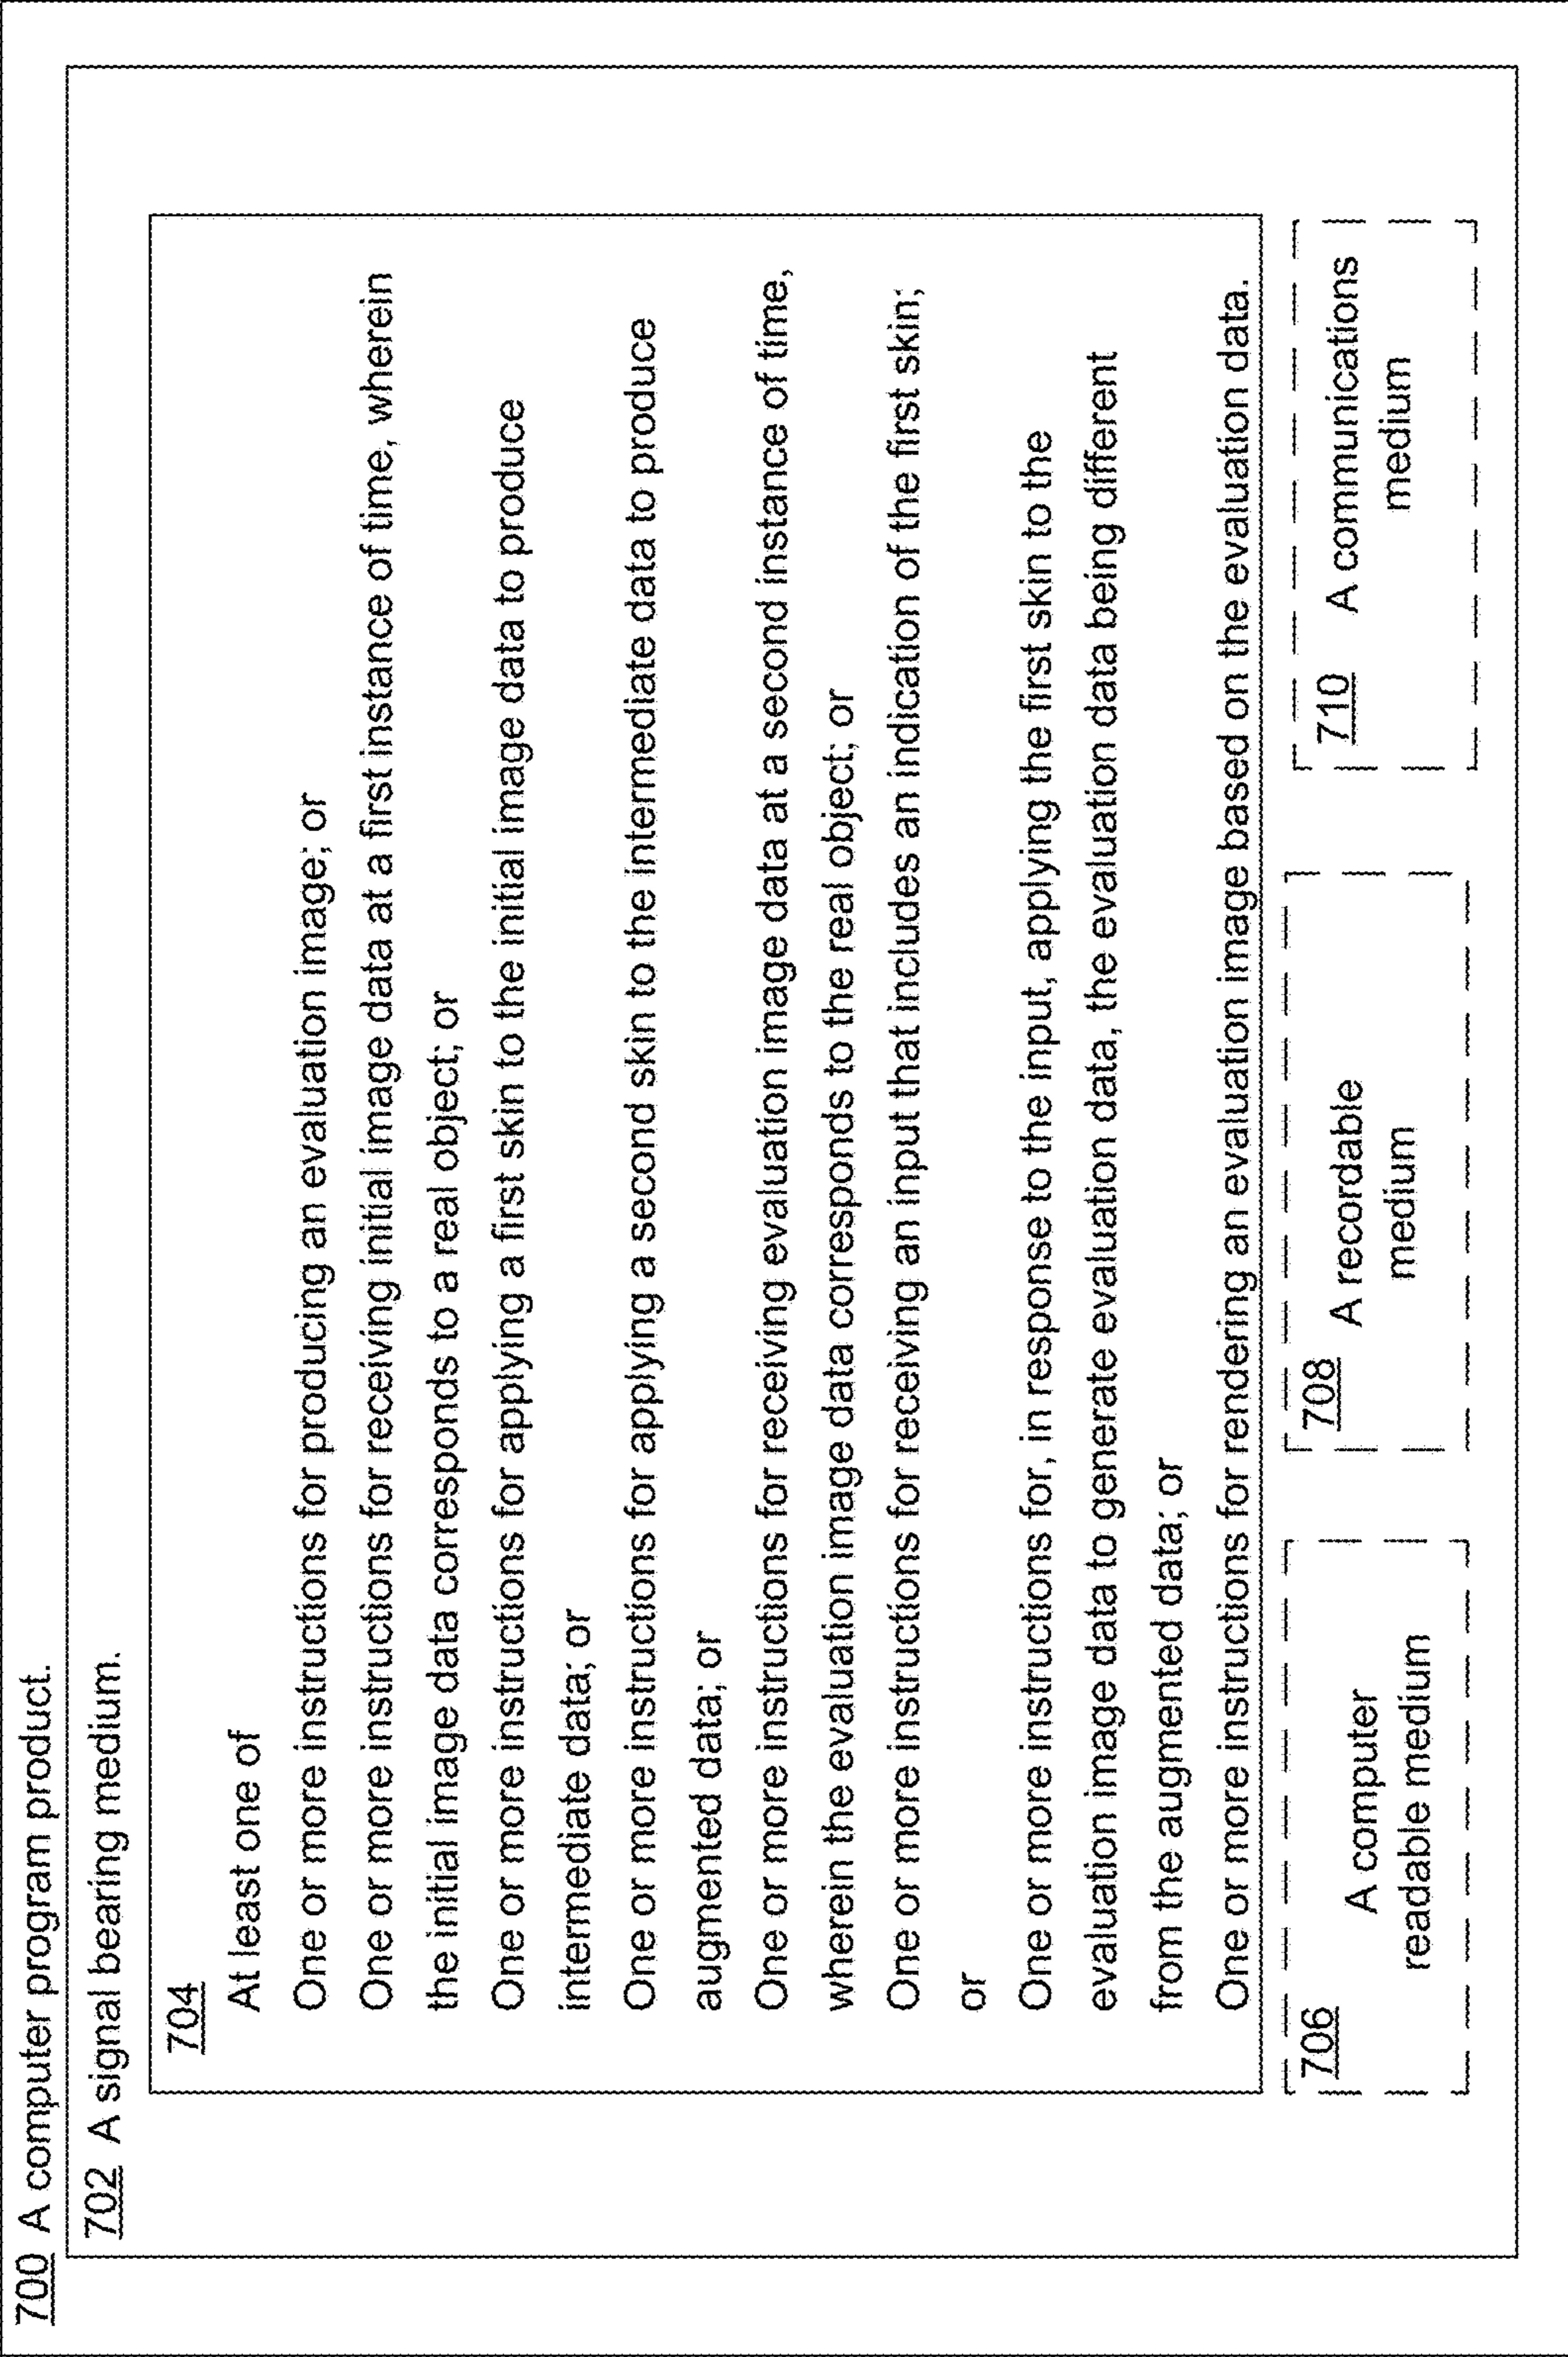 700 A computer program product.
702 A signal bearing medium.
704
At least one of
One or more instructions for producing an evaluation image; or
One or more instructions for receiving initial image data at a first instance of time, wherein
the initial image data corresponds to a real object; or
One or more instructions for applying a first skin to the initial image data to produce
intermediate data; or
One or more instructions for applying a second skin to the intermediate data to produce
augmented data; or
One or more instructions for receiving evaluation image data at a second instance of time,
wherein the evaluation image data corresponds to the real object; or
One or more instructions for receiving an input that includes an indication of the first skin;
or
One or more instructions for, in response to the input, applying the first skin to the
evaluation image data to generate evaluation data, the evaluation data being different
from the augmented data; or
One or more instructions for rendering an evaluation image based on the evaluation data.
706
A computer
readable medium
708
A recordable
medium
710
A communications
medium